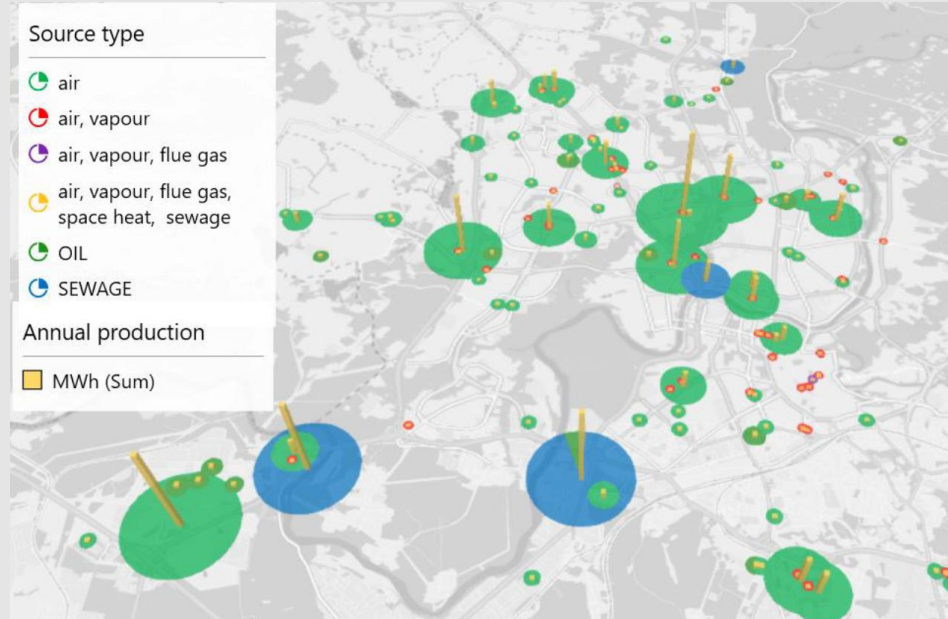 Source type
air
air, vapour
air, vapour, flue gas
air, vapour, flue gas,
space heat, sewage
OIL
SEWAGE
Annual production
MWh (Sum)